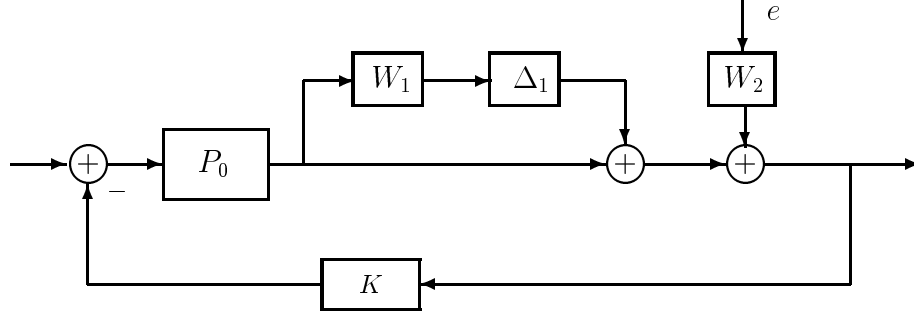 e
W₁ Δ₁ W₂
+ P₀ + +
−
K